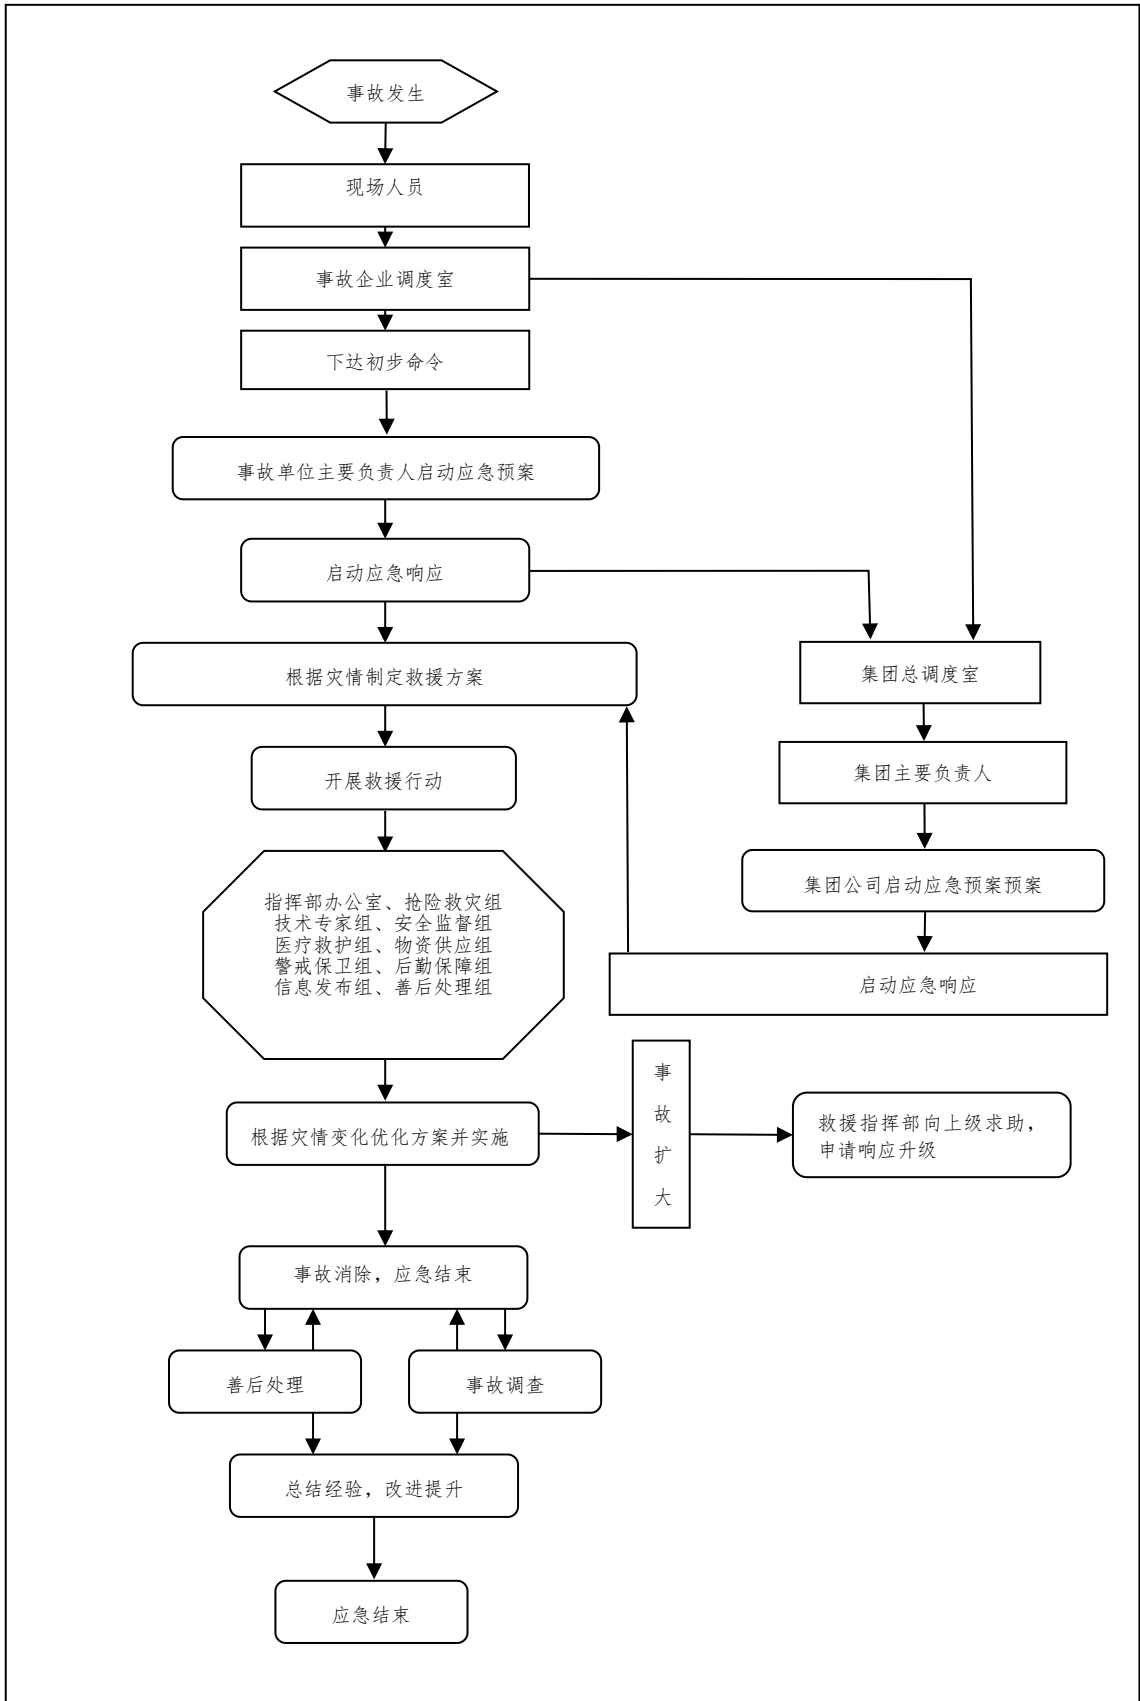 事故发生
现场人员
事故企业调度室
下达初步命令
事故单位主要负责人启动应急预案
启动应急响应
根据灾情制定救援方案
集团总调度室
开展救援行动
集团主要负责人
集团公司启动应急预案预案
指挥部办公室、抢险救灾组
技术专家组、安全监督组
医疗救护组、物资供应组
警戒保卫组、后勤保障组
信息发布组、善后处理组
启动应急响应
根据灾情变化优化方案并实施
事
故
扩
大
救援指挥部向上级求助，
申请响应升级
事故消除，应急结束
善后处理
事故调查
总结经验，改进提升
应急结束